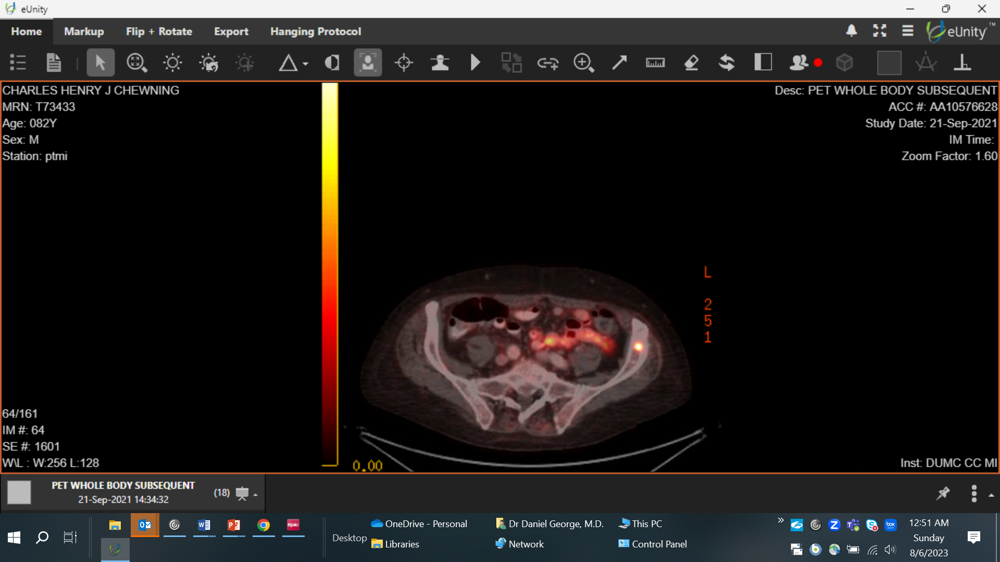 eUnity
Home Markup Flip + Rotate Export Hanging Protocol
eUnity™
CHARLES HENRY J CHEWNING
MRN: T73433
Age: 082Y
Sex: M
Station: ptmi
Desc: PET WHOLE BODY SUBSEQUENT
ACC #: AA10576628
Study Date: 21-Sep-2021
IM Time:
Zoom Factor: 1.60
L
2
5
1
64/161
IM #: 64
SE #: 1601
W\L : W:256 L:128
0.00
Inst: DUMC CC MI
PET WHOLE BODY SUBSEQUENT
21-Sep-2021 14:34:32
(18)
Desktop
OneDrive - Personal
Dr Daniel George, M.D.
This PC
Libraries
Network
Control Panel
12:51 AM
Sunday
8/6/2023